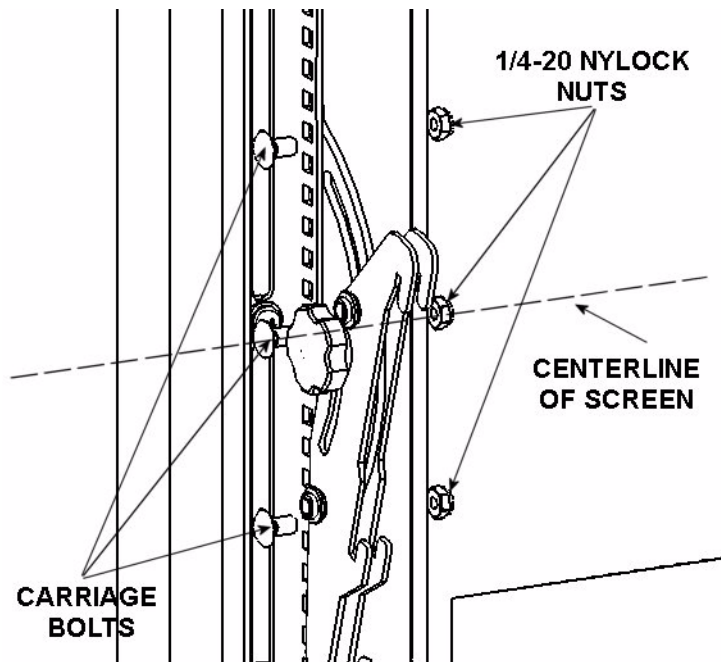 1/4-20 NYLOCK
NUTS
CENTERLINE
OF SCREEN
CARRIAGE
BOLTS